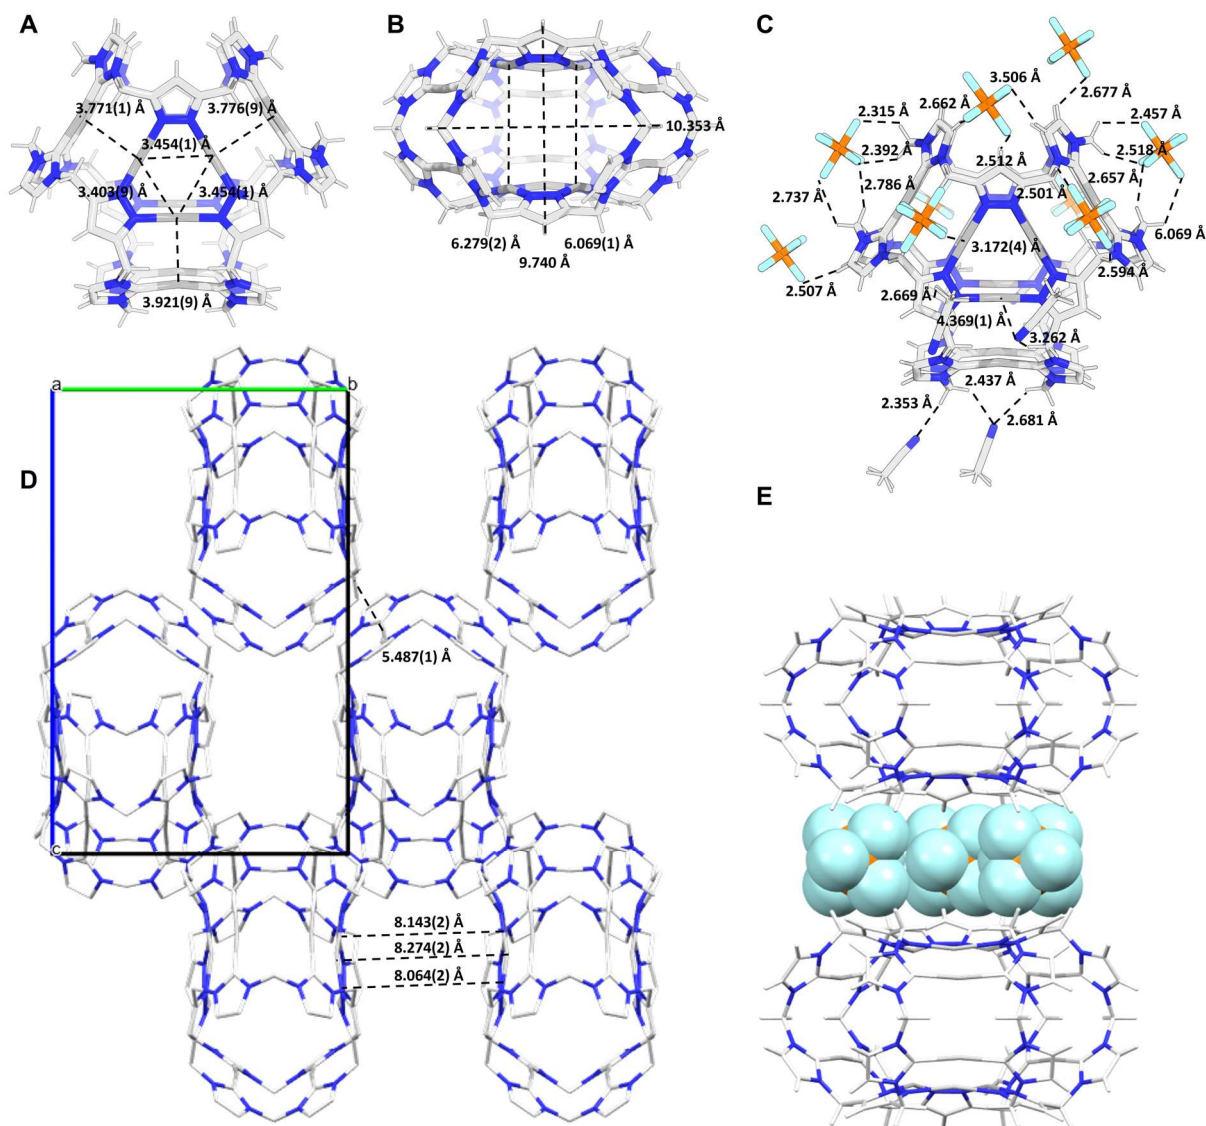 A
3.771(1) Å
3.776(9) Å
3.454(1) Å
3.403(9) Å
3.454(1) Å
3.921(9) Å
B
10.353 Å
6.279(2) Å
6.069(1) Å
9.740 Å
C
3.506 Å
2.677 Å
2.315 Å
2.662 Å
2.457 Å
2.392 Å
2.512 Å
2.518 Å
2.657 Å
2.737 Å
2.786 Å
2.501 Å
6.069 Å
3.172(4) Å
2.594 Å
2.507 Å
2.669 Å
4.369(1) Å
3.262 Å
2.437 Å
2.353 Å
2.681 Å
D
a
b
c
5.487(1) Å
8.143(2) Å
8.274(2) Å
8.064(2) Å
E